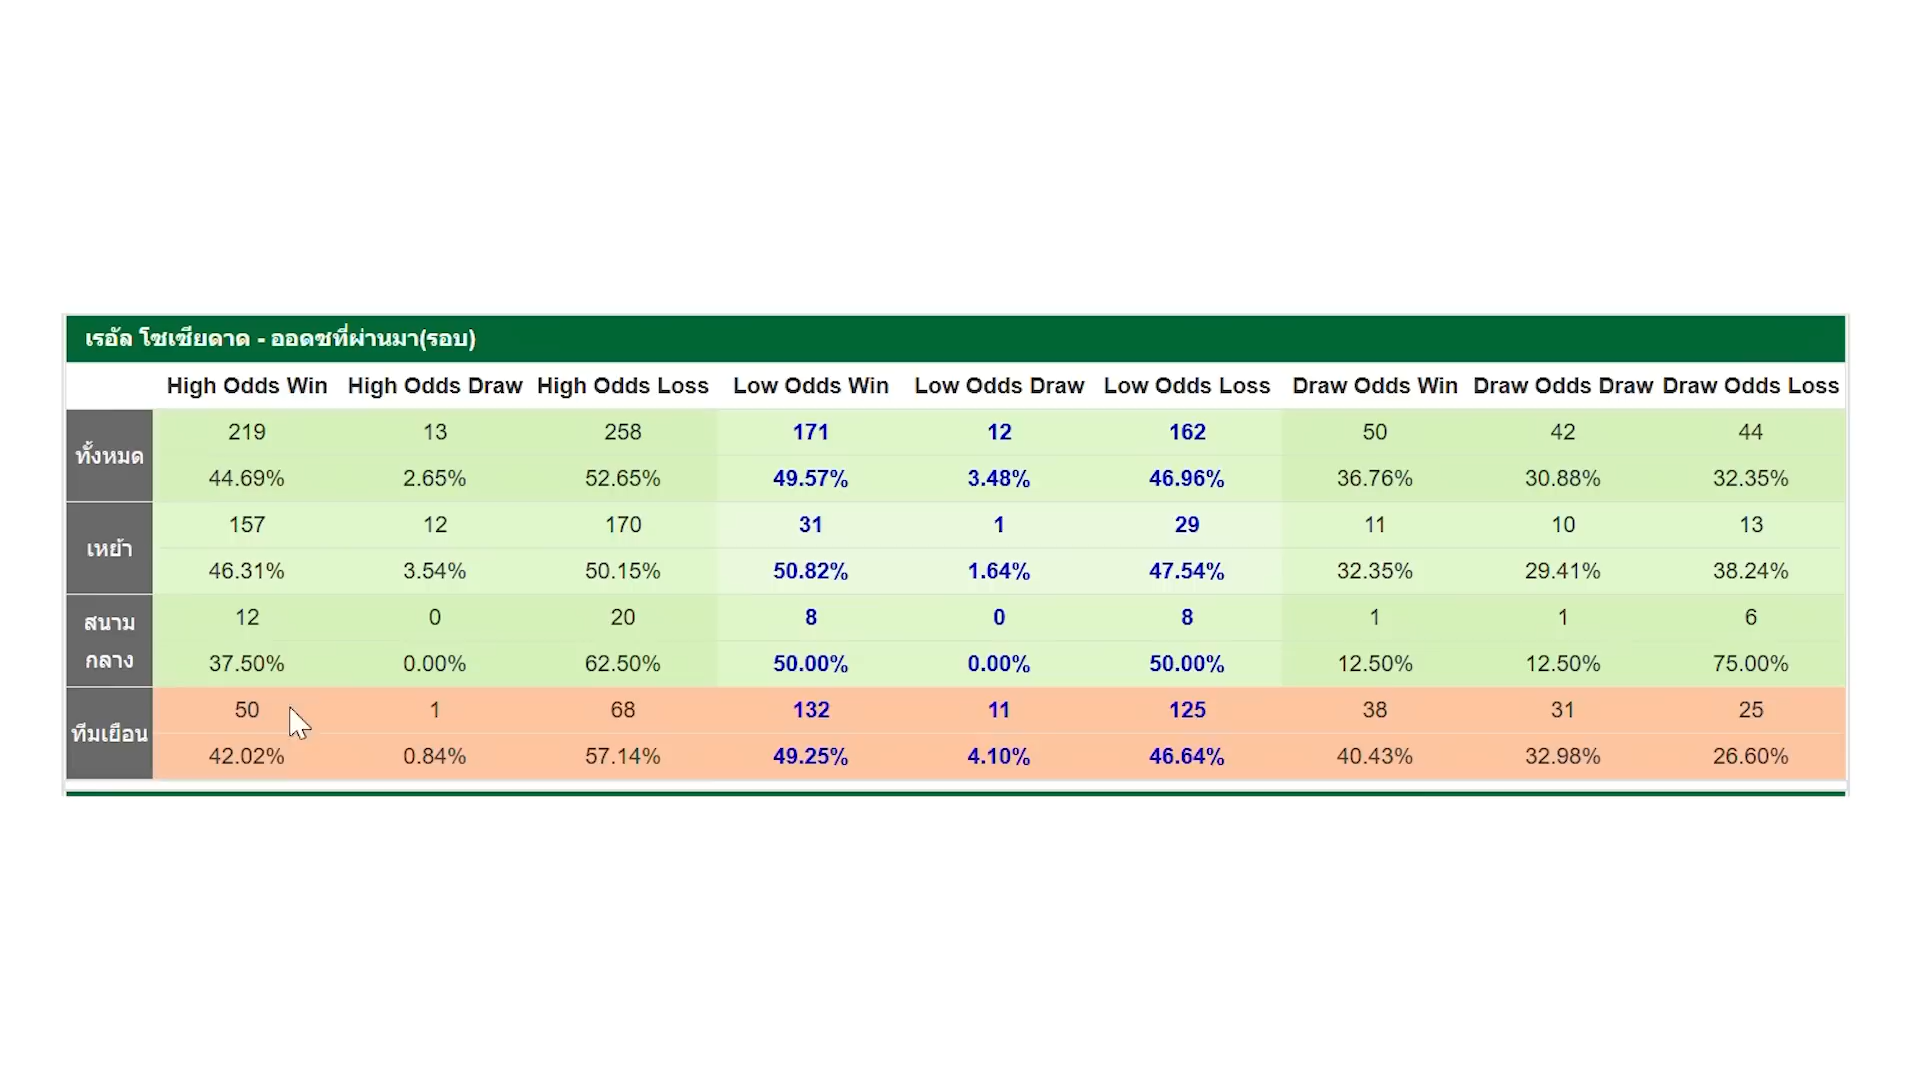 เรอัล โซเซียดาด - ออดซที่ผ่านมา(รอบ)
High Odds Win High Odds Draw High Odds Loss Low Odds Win Low Odds Draw Low Odds Loss Draw Odds Win Draw Odds Draw Draw Odds Loss
ทั้งหมด
219 13 258 171 12 162 50 42 44
44.69% 2.65% 52.65% 49.57% 3.48% 46.96% 36.76% 30.88% 32.35%
เหย้า
157 12 170 31 1 29 11 10 13
46.31% 3.54% 50.15% 50.82% 1.64% 47.54% 32.35% 29.41% 38.24%
สนาม
กลาง
12 0 20 8 0 8 1 1 6
37.50% 0.00% 62.50% 50.00% 0.00% 50.00% 12.50% 12.50% 75.00%
ทีมเยือน
50 1 68 132 11 125 38 31 25
42.02% 0.84% 57.14% 49.25% 4.10% 46.64% 40.43% 32.98% 26.60%